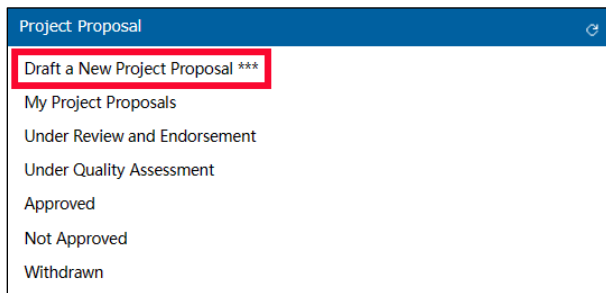 Project Proposal
Draft a New Project Proposal ***
My Project Proposals
Under Review and Endorsement
Under Quality Assessment
Approved
Not Approved
Withdrawn